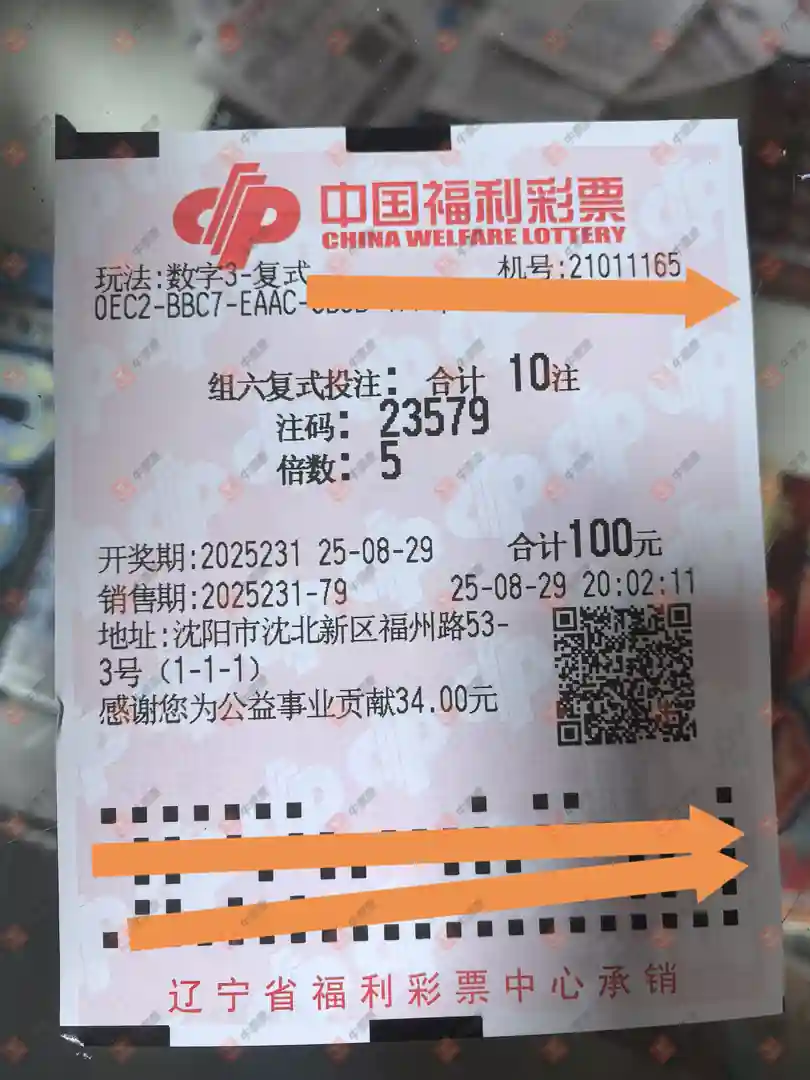 中国福利彩票
CHINA WELFARE LOTTERY
玩法:数字3-复式 机号:21011165
0EC2-BBC7-EAAC-
组六复式投注: 合计 10注
注码: 23579
倍数: 5
开奖期:2025231 25-08-29 合计100元
销售期:2025231-79 25-08-29 20:02:11
地址:沈阳市沈北新区福州路53-
3号(1-1-1)
感谢您为公益事业贡献34.00元
辽宁省福利彩票中心承销